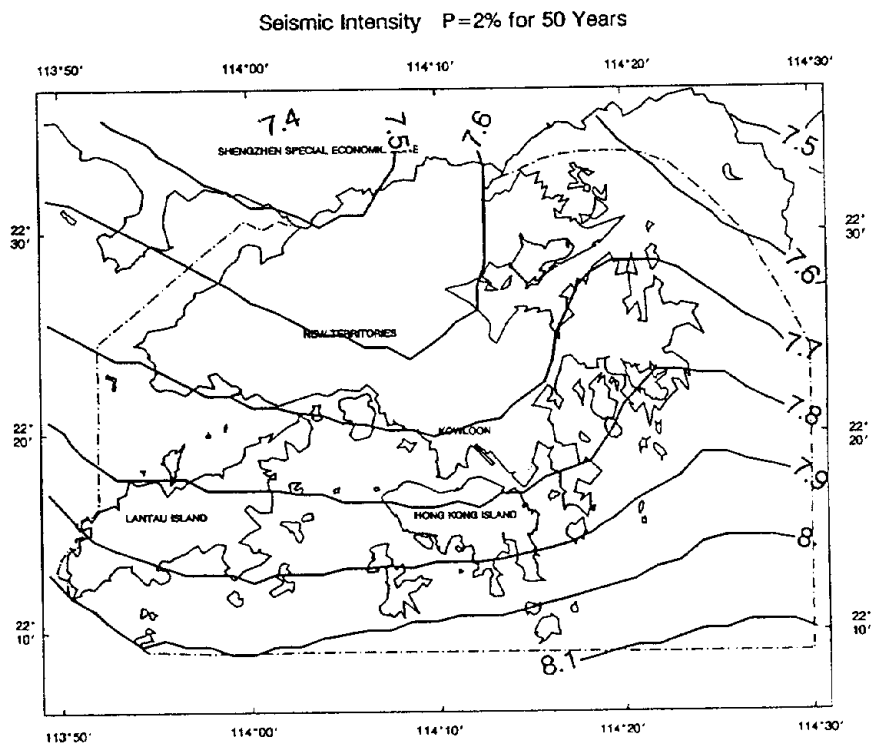 Seismic Intensity P=2% for 50 Years
113°50' 114°00' 114°10' 114°20' 114°30'
7.4
7.5
7.6
7.5
SHENGZHEN SPECIAL ECONOMI
E
22°
30'
22°
30'
7.6
NEW TERRITORIES
7.7
7.8
KOWLOON
22°
20'
22°
20'
7.9
LANTAU ISLAND
HONG KONG ISLAND
8.
22°
10'
22°
10'
8.1
113°50' 114°00' 114°10' 114°20' 114°30'